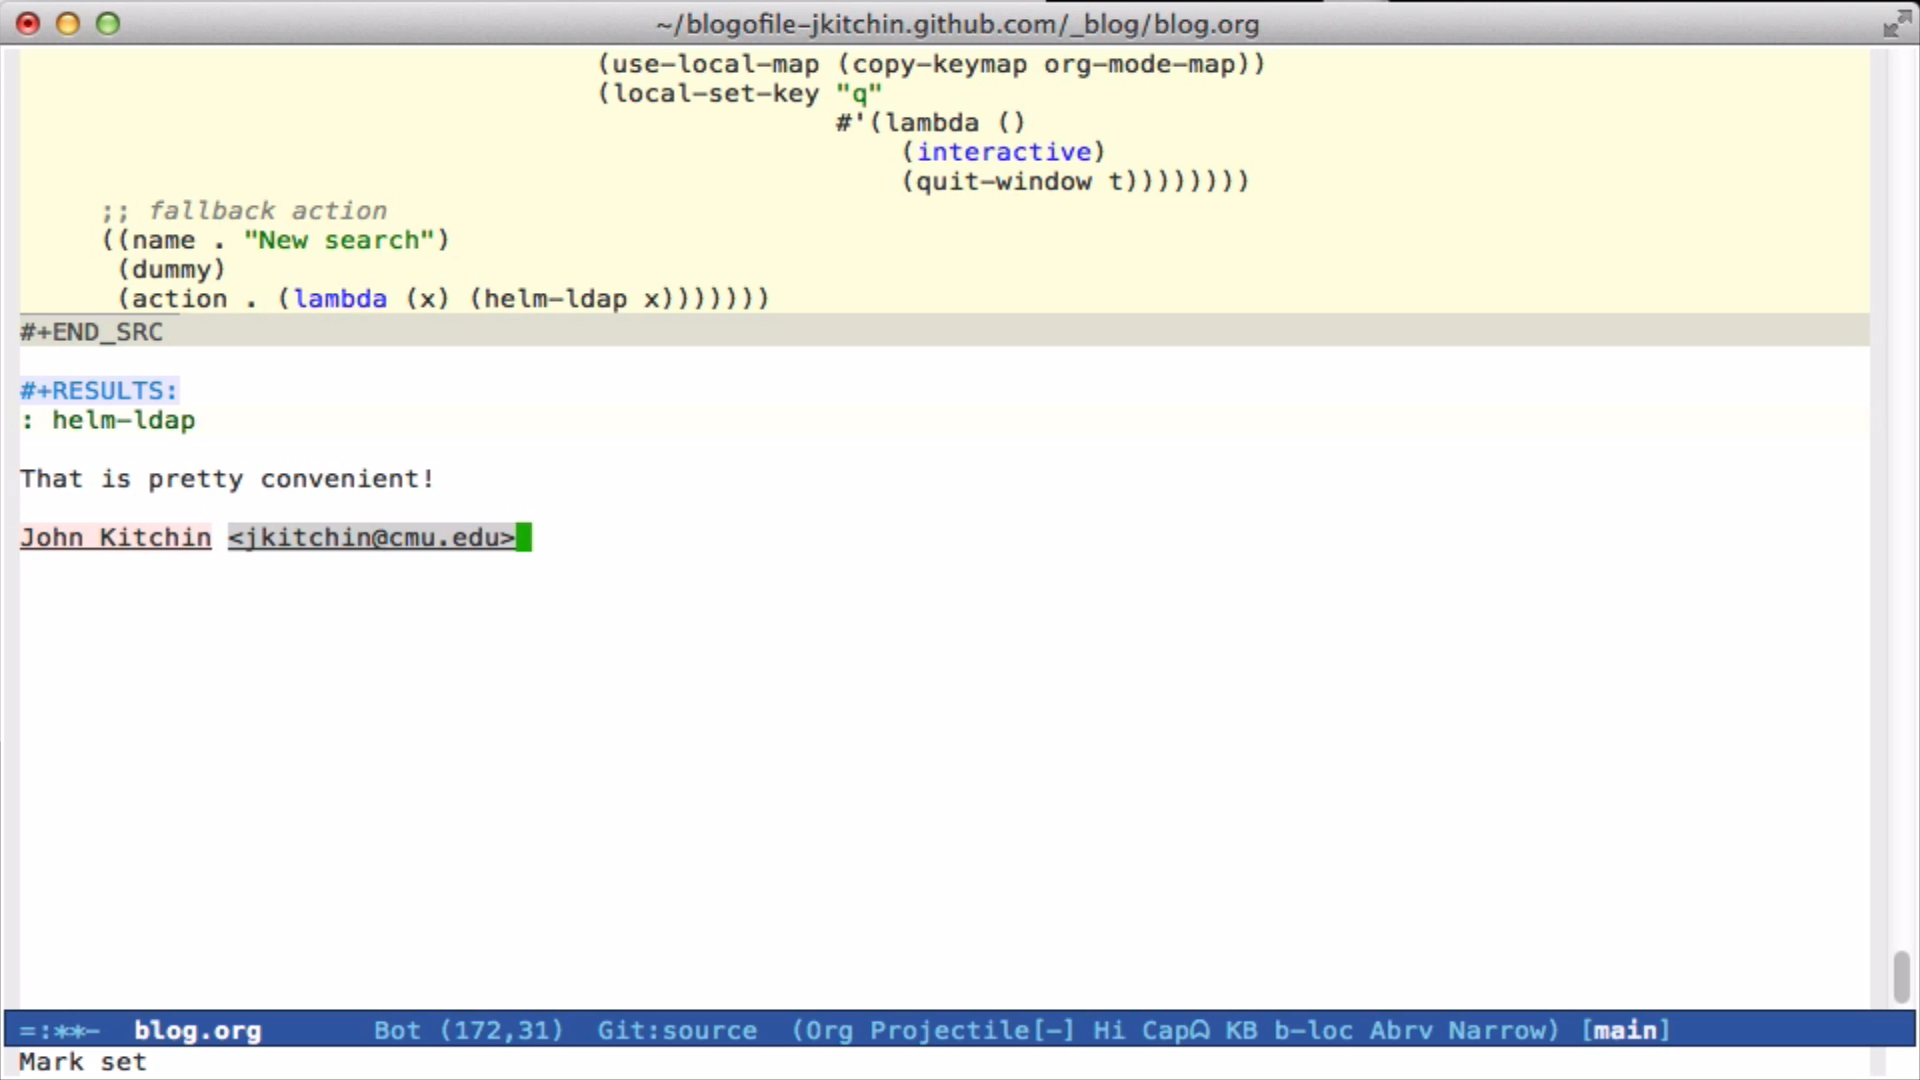 ~/blogofile-jkitchin.github.com/_blog/blog.org
(use-local-map (copy-keymap org-mode-map))
(local-set-key "q"
#'(lambda ()
(interactive)
(quit-window t))))))))
;; fallback action
((name . "New search")
(dummy)
(action . (lambda (x) (helm-ldap x)))))))
#+END_SRC
#+RESULTS:
: helm-ldap
That is pretty convenient!
John Kitchin <jkitchin@cmu.edu>
=:**- blog.org Bot (172,31) Git:source (Org Projectile[-] Hi Capᗣ KB b-loc Abrv Narrow) [main]
Mark set